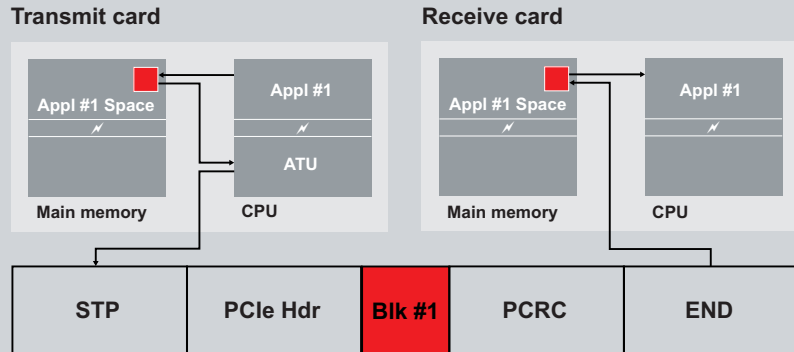 Transmit card
Receive card
Appl #1 Space
Appl #1
ATU
Main memory
CPU
Appl #1 Space
Appl #1
Main memory
CPU
STP
PCIe Hdr
Blk #1
PCRC
END